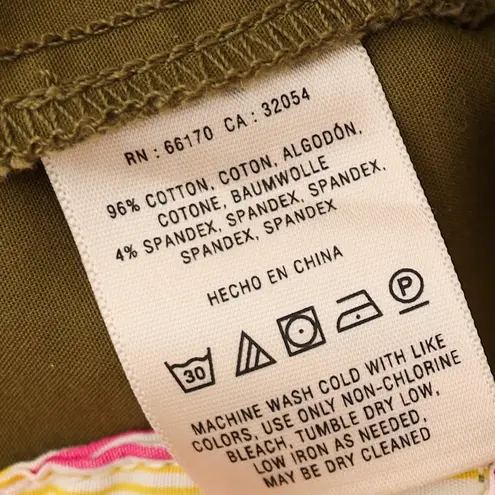 RN : 66170 CA : 32054
96% COTTON, COTON, ALGODÓN,
COTONE, BAUMWOLLE
4% SPANDEX, SPANDEX, SPANDEX,
SPANDEX, SPANDEX
HECHO EN CHINA
30 P
MACHINE WASH COLD WITH LIKE
COLORS, USE ONLY NON-CHLORINE
BLEACH, TUMBLE DRY LOW,
LOW IRON AS NEEDED,
MAY BE DRY CLEANED